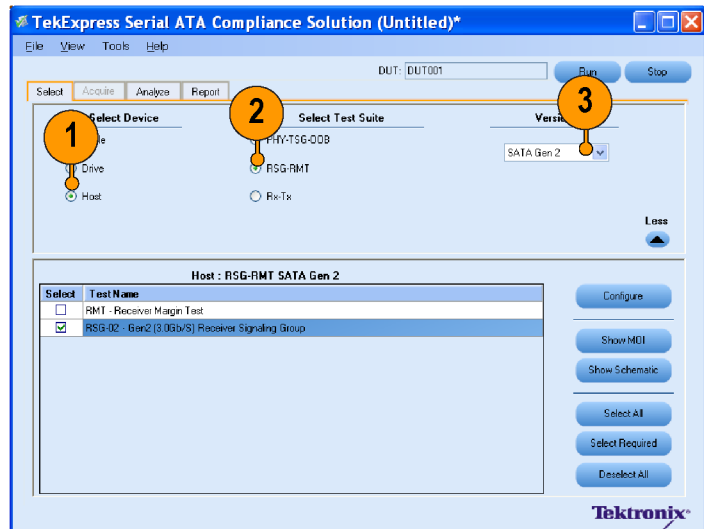 TekExpress Serial ATA Compliance Solution (Untitled)*
File View Tools Help
DUT: DUT001
Run Stop
Select Acquire Analyze Report
1 Select Device
2 Select Test Suite
3
PHY-TSG-OOB
SATA Gen 2
Drive
RSG-RMT
Host
Rx-Tx
Less
Host : RSG-RMT SATA Gen 2
Select Test Name
RMT - Receiver Margin Test
RSG-02 - Gen2 (3.0Gb/S) Receiver Signaling Group
Configure
Show MOI
Show Schematic
Select All
Select Required
Deselect All
Tektronix